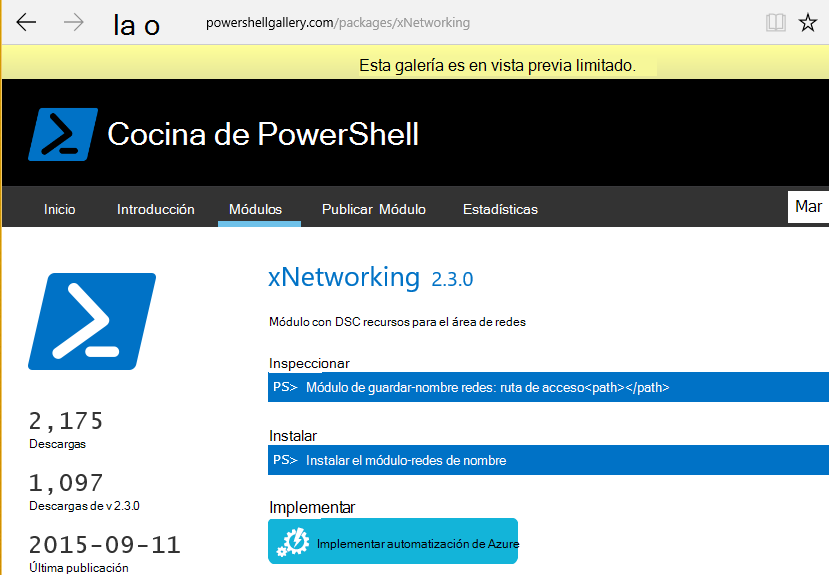 la o powershellgallery.com/packages/xNetworking
Esta galería es en vista previa limitado.
Cocina de PowerShell
Inicio Introducción Módulos Publicar Módulo Estadísticas Mar
xNetworking 2.3.0
Módulo con DSC recursos para el área de redes
Inspeccionar
PS> Módulo de guardar-nombre redes: ruta de acceso<path></path>
2,175
Descargas
Instalar
PS> Instalar el módulo-redes de nombre
1,097
Descargas de v 2.3.0
Implementar
Implementar automatización de Azure
2015-09-11
Última publicación